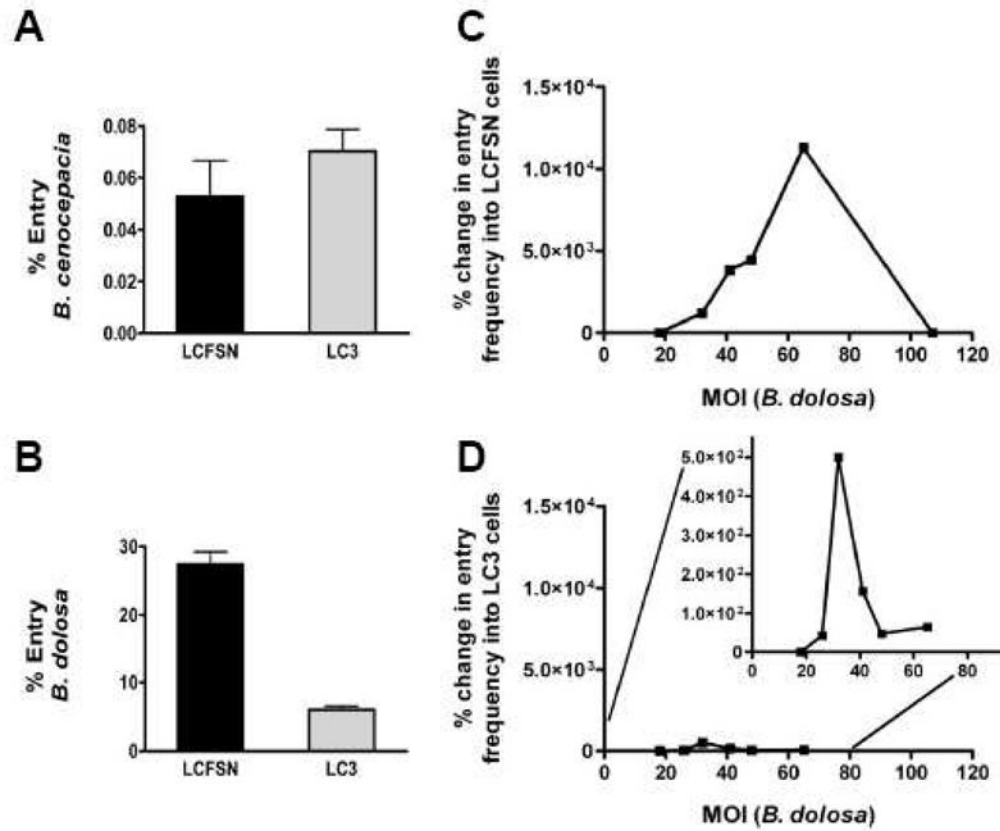 A
% Entry
B. cenocepacia
0.08
0.06
0.04
0.02
0.00
LCFSN LC3
B
% Entry
B. dolosa
30
20
10
0
LCFSN LC3
C
% change in entry
frequency into LCFSN cells
1.5×10⁴
1.0×10⁴
5.0×10³
0
0 20 40 60 80 100 120
MOI (B. dolosa)
D
% change in entry
frequency into LC3 cells
1.5×10⁴
1.0×10⁴
5.0×10³
0
0 20 40 60 80 100 120
MOI (B. dolosa)
5.0×10²
4.0×10²
3.0×10²
2.0×10²
1.0×10²
0
0 20 40 60 80